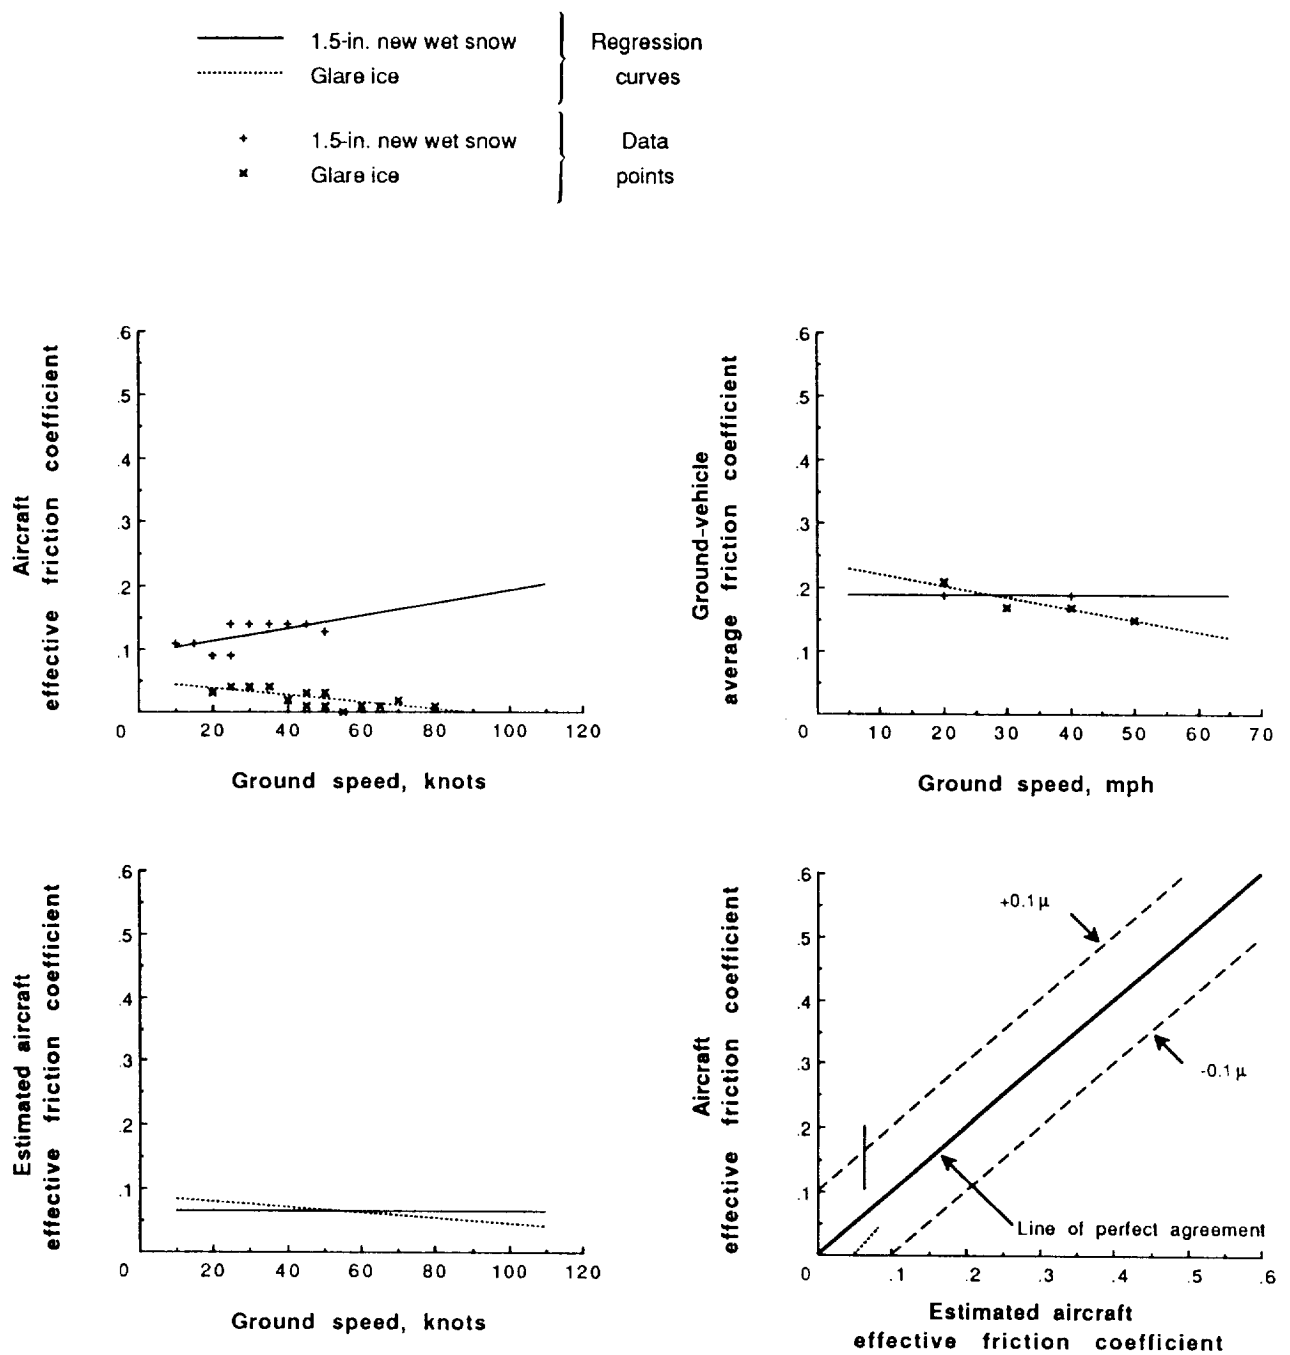 1.5-in. new wet snow
Glare ice
Regression
curves
+ 1.5-in. new wet snow
× Glare ice
Data
points
Aircraft
effective friction coefficient
.6
.5
.4
.3
.2
.1
0 20 40 60 80 100 120
Ground speed, knots
Ground-vehicle
average friction coefficient
.6
.5
.4
.3
.2
.1
0 10 20 30 40 50 60 70
Ground speed, mph
Estimated aircraft
effective friction coefficient
.6
.5
.4
.3
.2
.1
0 20 40 60 80 100 120
Ground speed, knots
Aircraft
effective friction coefficient
.6
.5
.4
.3
.2
.1
+0.1 μ
-0.1 μ
Line of perfect agreement
0 .1 .2 .3 .4 .5 .6
Estimated aircraft
effective friction coefficient